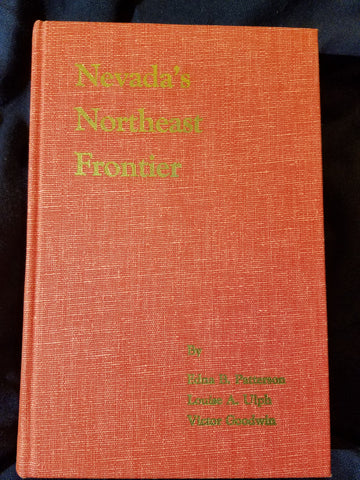 Nevada's
Northeast
Frontier
By
Edna B. Patterson
Louise A. Ulph
Victor Goodwin